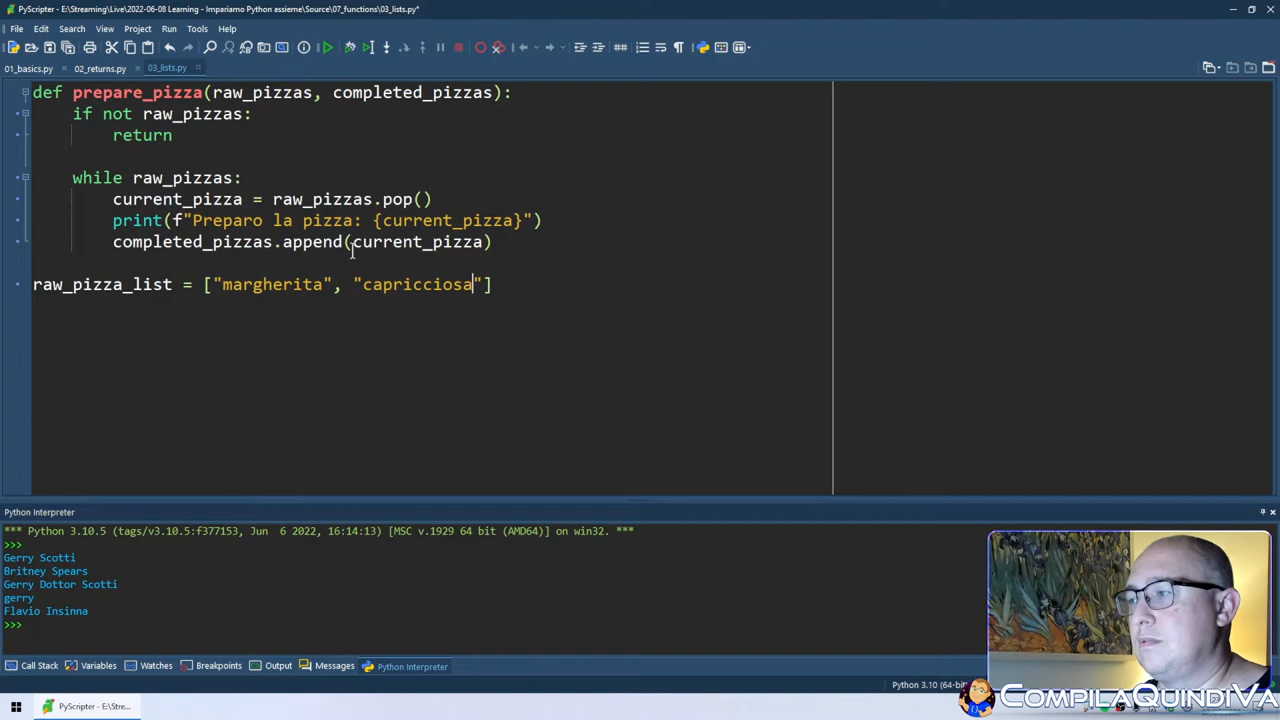 PyScripter - E:\Streaming\Live\2022-06-08 Learning - Impariamo Python assieme\Source\07_functions\03_lists.py*
File Edit Search View Project Run Tools Help
01_basics.py 02_returns.py 03_lists.py
def prepare_pizza(raw_pizzas, completed_pizzas):
if not raw_pizzas:
return
while raw_pizzas:
current_pizza = raw_pizzas.pop()
print(f"Preparo la pizza: {current_pizza}")
completed_pizzas.append(current_pizza)
raw_pizza_list = ["margherita", "capricciosa"]
Python Interpreter
*** Python 3.10.5 (tags/v3.10.5:f377153, Jun 6 2022, 16:14:13) [MSC v.1929 64 bit (AMD64)] on win32. ***
>>>
Gerry Scotti
Britney Spears
Gerry Dottor Scotti
gerry
Flavio Insinna
>>>
Call Stack Variables Watches Breakpoints Output Messages Python Interpreter
Python 3.10 (64-bit)
PyScripter - E:\Stre...
COMPILAQUINDIVA